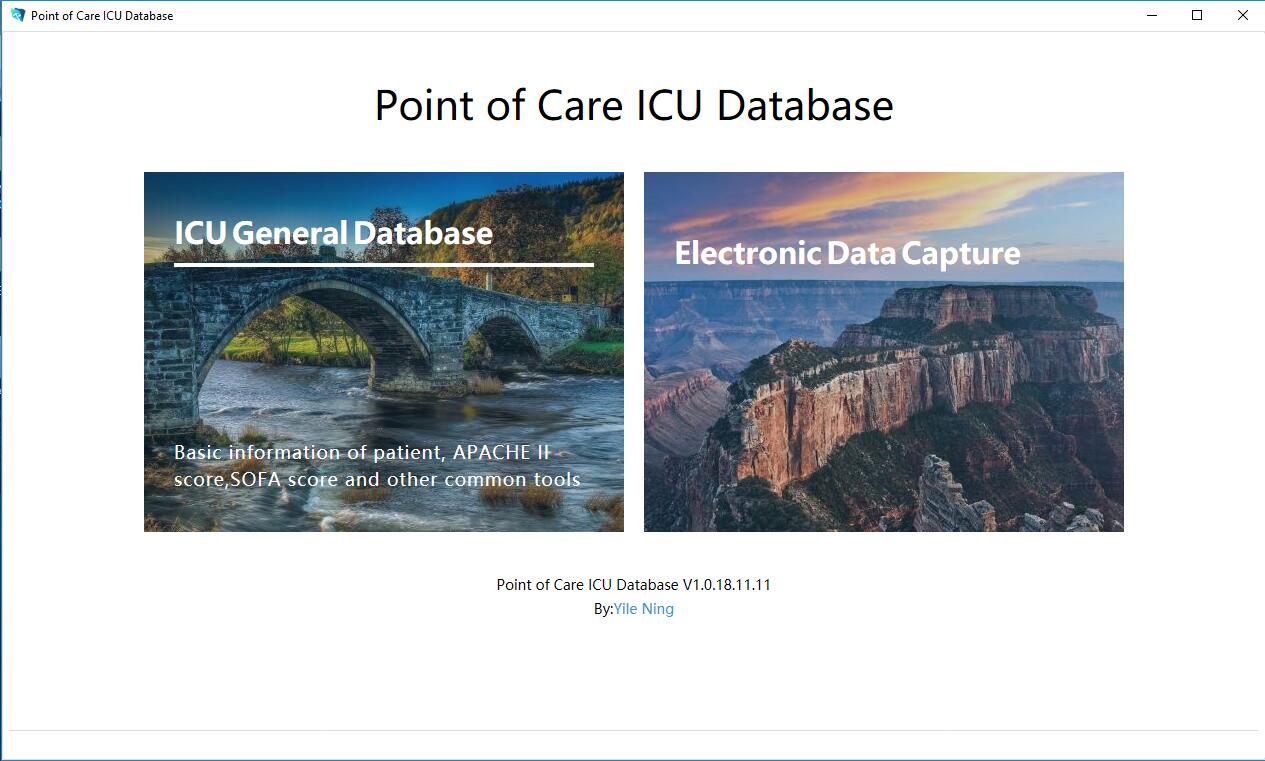 Point of Care ICU Database
Point of Care ICU Database
ICU General Database
Basic information of patient, APACHE II
score,SOFA score and other common tools
Electronic Data Capture
Point of Care ICU Database V1.0.18.11.11
By:Yile Ning